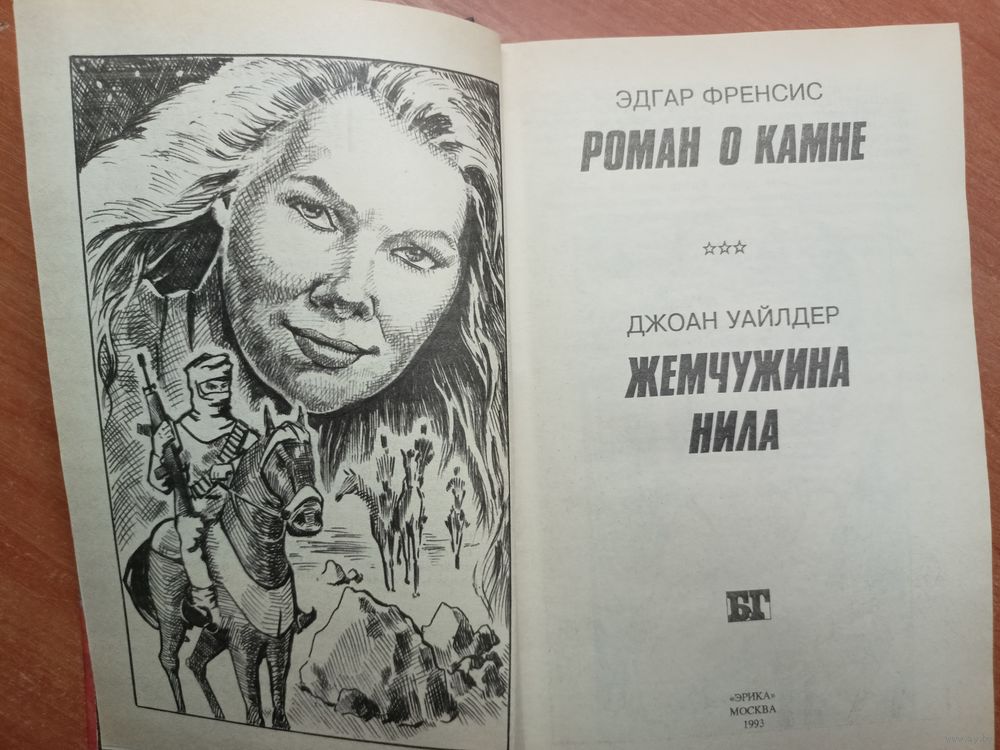 ЭДГАР ФРЕНСИС
РОМАН О КАМНЕ
ДЖОАН УАЙЛДЕР
ЖЕМЧУЖИНА
НИЛА
БГ
«ЭРИКА»
МОСКВА
1993